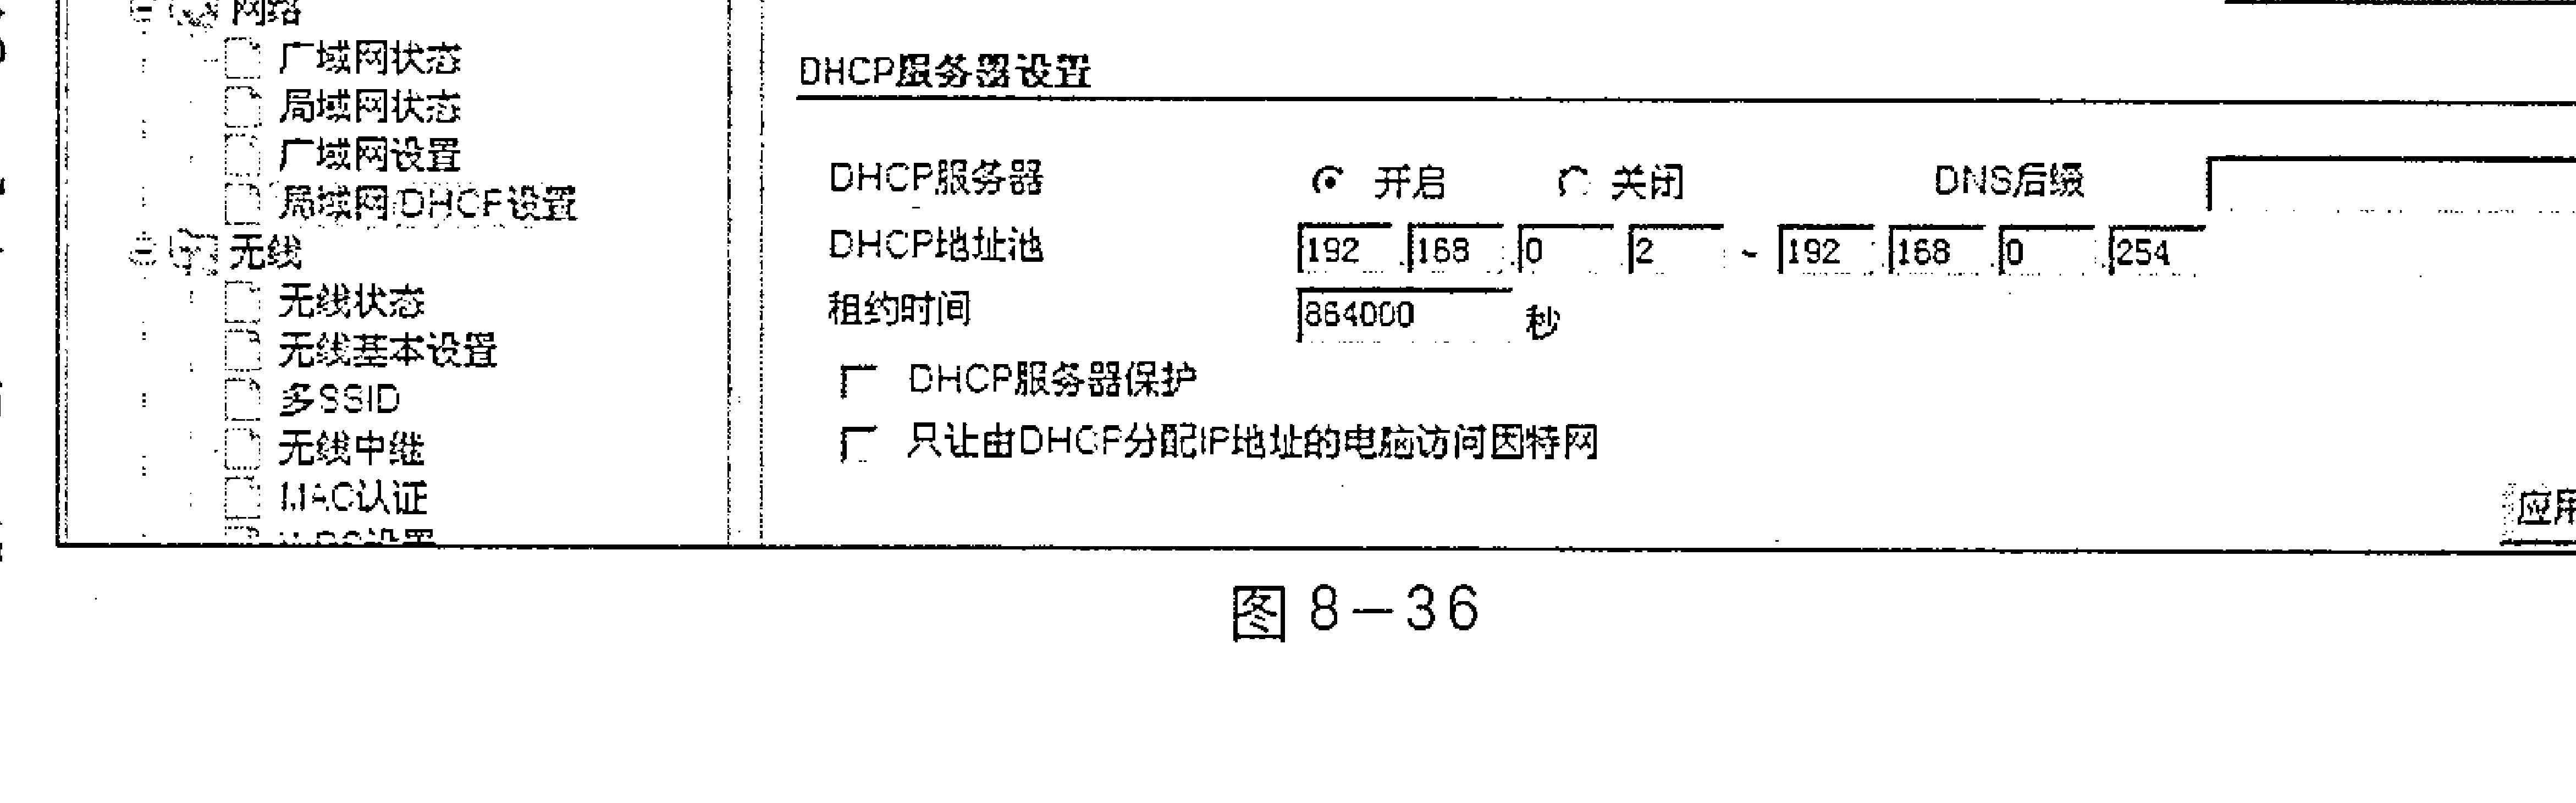 网络
广域网状态
局域网状态
广域网设置
局域网/DHCP设置
无线
无线状态
无线基本设置
多SSID
无线中继
MAC认证
DHCP服务器设置
DHCP服务器 开启 关闭 DNS后缀
DHCP地址池 192 168 0 2 ~ 192 168 0 254
租约时间 864000 秒
DHCP服务器保护
只让由DHCP分配IP地址的电脑访问因特网
应用
图8-36